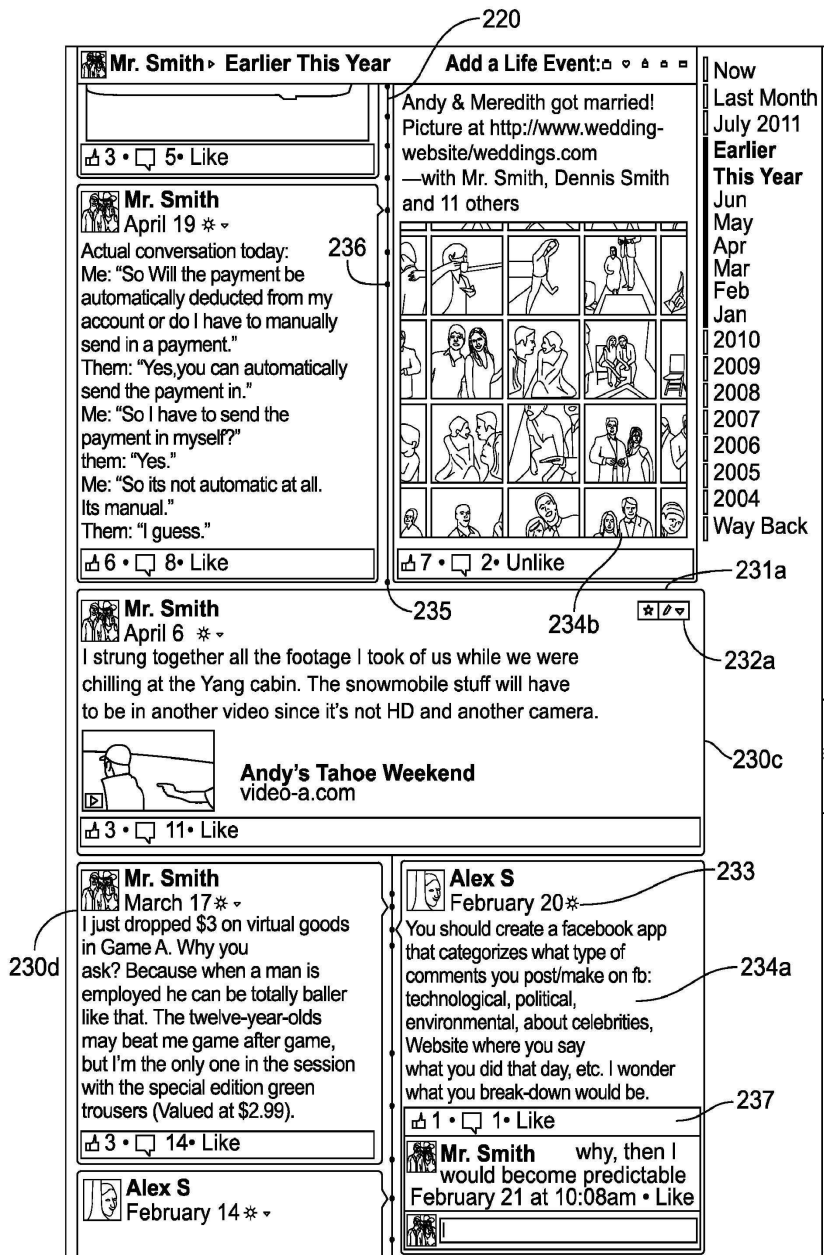 220
Mr. Smith ▹ Earlier This Year
Add a Life Event:
3 • 5• Like
Mr. Smith
April 19
Actual conversation today:
Me: “So Will the payment be
automatically deducted from my
account or do I have to manually
send in a payment.”
Them: “Yes,you can automatically
send the payment in.”
Me: “So I have to send the
payment in myself?”
them: “Yes.”
Me: “So its not automatic at all.
Its manual.”
Them: “I guess.”
6 • 8• Like
236
Andy & Meredith got married!
Picture at http://www.wedding-
website/weddings.com
—with Mr. Smith, Dennis Smith
and 11 others
7 • 2• Unlike
Now
Last Month
July 2011
Earlier
This Year
Jun
May
Apr
Mar
Feb
Jan
2010
2009
2008
2007
2006
2005
2004
Way Back
235
234b
231a
232a
Mr. Smith
April 6
I strung together all the footage I took of us while we were
chilling at the Yang cabin. The snowmobile stuff will have
to be in another video since it’s not HD and another camera.
Andy’s Tahoe Weekend
video-a.com
3 • 11• Like
230c
Mr. Smith
March 17
I just dropped $3 on virtual goods
in Game A. Why you
ask? Because when a man is
employed he can be totally baller
like that. The twelve-year-olds
may beat me game after game,
but I’m the only one in the session
with the special edition green
trousers (Valued at $2.99).
3 • 14• Like
230d
Alex S
February 14
Alex S
February 20
233
You should create a facebook app
that categorizes what type of
comments you post/make on fb:
technological, political,
environmental, about celebrities,
Website where you say
what you did that day, etc. I wonder
what you break-down would be.
234a
1 • 1• Like
237
Mr. Smith why, then I
would become predictable
February 21 at 10:08am • Like